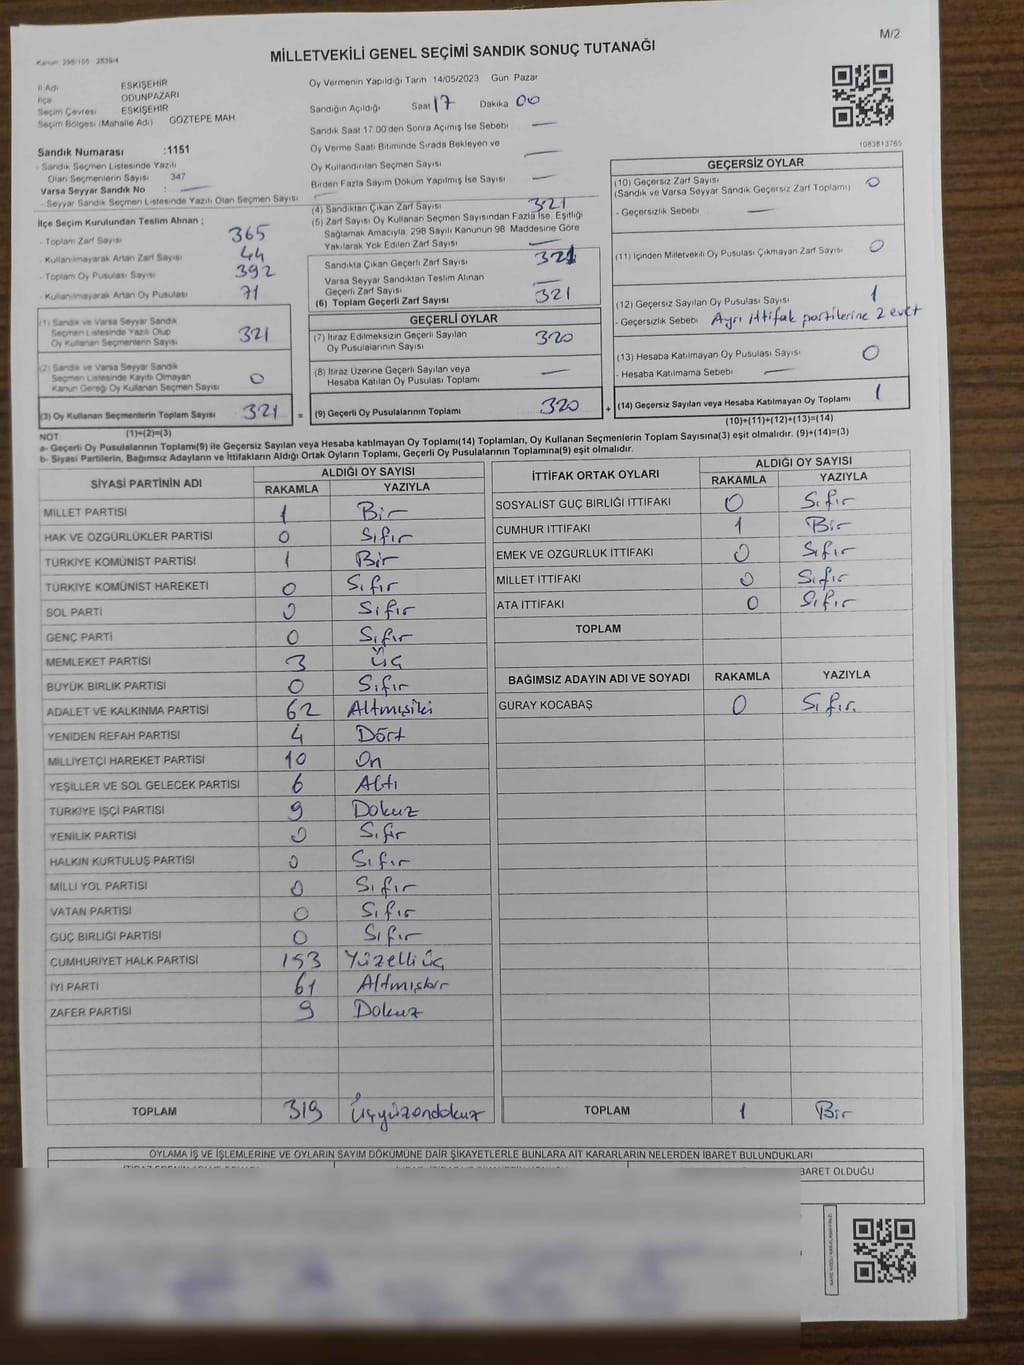 M/2
Kanun: 298/105 - 2839/4
MİLLETVEKİLİ GENEL SEÇİMİ SANDIK SONUÇ TUTANAĞI
İl Adı ESKİŞEHİR
İlçe ODUNPAZARI
Seçim Çevresi ESKİŞEHİR
Seçim Bölgesi (Mahalle Adı) GÖZTEPE MAH
Sandık Numarası :1151
- Sandık Seçmen Listesinde Yazılı
Olan Seçmenlerin Sayısı 347
Varsa Seyyar Sandık No : —
- Seyyar Sandık Seçmen Listesinde Yazılı Olan Seçmen Sayısı —
Oy Vermenin Yapıldığı Tarih 14/05/2023 Gün Pazar
Sandığın Açıldığı Saat 17 Dakika 00
Sandık Saat 17.00'den Sonra Açımış İse Sebebi —
Oy Verme Saati Bitiminde Sırada Bekleyen ve
Oy Kullandırılan Seçmen Sayısı —
Birden Fazla Sayım Döküm Yapılmış İse Sayısı —
1083813765
İlçe Seçim Kurulundan Teslim Alınan ;
- Toplam Zarf Sayısı 365
- Kullanılmayarak Artan Zarf Sayısı 44
- Toplam Oy Pusulası Sayısı 392
- Kullanılmayarak Artan Oy Pusulası 71
(1) Sandık ve Varsa Seyyar Sandık
Seçmen Listesinde Yazılı Olup
Oy Kullanan Seçmenlerin Sayısı 321
(2) Sandık ve Varsa Seyyar Sandık
Seçmen Listesinde Kayıtlı Olmayan
Kanun Gereği Oy Kullanan Seçmen Sayısı 0
(3) Oy Kullanan Seçmenlerin Toplam Sayısı 321 =
(1)+(2)=(3)
(4) Sandıktan Çıkan Zarf Sayısı 321
(5) Zarf Sayısı Oy Kullanan Seçmen Sayısından Fazla İse, Eşitliği
Sağlamak Amacıyla, 298 Sayılı Kanunun 98. Maddesine Göre
Yakılarak Yok Edilen Zarf Sayısı —
Sandıkta Çıkan Geçerli Zarf Sayısı 321
Varsa Seyyar Sandıktan Teslim Alınan
Geçerli Zarf Sayısı —
(6) Toplam Geçerli Zarf Sayısı 321
GEÇERLİ OYLAR
(7) İtiraz Edilmeksizin Geçerli Sayılan
Oy Pusulalarının Sayısı 320
(8) İtiraz Üzerine Geçerli Sayılan veya
Hesaba Katılan Oy Pusulası Toplamı —
(9) Geçerli Oy Pusulalarının Toplamı 320 +
GEÇERSİZ OYLAR
(10) Geçersiz Zarf Sayısı
(Sandık ve Varsa Seyyar Sandık Geçersiz Zarf Toplamı) 0
- Geçersizlik Sebebi —
(11) İçinden Milletvekili Oy Pusulası Çıkmayan Zarf Sayısı 0
(12) Geçersiz Sayılan Oy Pusulası Sayısı 1
- Geçersizlik Sebebi Ayrı ittifak partilerine 2 evet
(13) Hesaba Katılmayan Oy Pusulası Sayısı 0
- Hesaba Katılmama Sebebi —
(14) Geçersiz Sayılan veya Hesaba Katılmayan Oy Toplamı 1
(10)+(11)+(12)+(13)=(14)
NOT:
a- Geçerli Oy Pusulalarının Toplamı(9) ile Geçersiz Sayılan veya Hesaba katılmayan Oy Toplamı(14) Toplamları, Oy Kullanan Seçmenlerin Toplam Sayısına(3) eşit olmalıdır. (9)+(14)=(3)
b- Siyasi Partilerin, Bağımsız Adayların ve İttifakların Aldığı Ortak Oyların Toplamı, Geçerli Oy Pusulalarının Toplamına(9) eşit olmalıdır.
SİYASİ PARTİNİN ADI ALDIĞI OY SAYISI
RAKAMLA YAZIYLA
MİLLET PARTİSİ 1 Bir
HAK VE ÖZGÜRLÜKLER PARTİSİ 0 Sıfır
TÜRKİYE KOMÜNİST PARTİSİ 1 Bir
TÜRKİYE KOMÜNİST HAREKETİ 0 Sıfır
SOL PARTİ 0 Sıfır
GENÇ PARTİ 0 Sıfır
MEMLEKET PARTİSİ 3 üç
BÜYÜK BİRLİK PARTİSİ 0 Sıfır
ADALET VE KALKINMA PARTİSİ 62 Altmışiki
YENİDEN REFAH PARTİSİ 4 Dört
MİLLİYETÇİ HAREKET PARTİSİ 10 On
YEŞİLLER VE SOL GELECEK PARTİSİ 6 Altı
TÜRKİYE İŞÇİ PARTİSİ 9 Dokuz
YENİLİK PARTİSİ 0 Sıfır
HALKIN KURTULUŞ PARTİSİ 0 Sıfır
MİLLİ YOL PARTİSİ 0 Sıfır
VATAN PARTİSİ 0 Sıfır
GÜÇ BİRLİĞİ PARTİSİ 0 Sıfır
CUMHURİYET HALK PARTİSİ 153 Yüzelliüç
İYİ PARTİ 61 Altmışbir
ZAFER PARTİSİ 9 Dokuz
TOPLAM 319 Üçyüzondokuz
İTTİFAK ORTAK OYLARI ALDIĞI OY SAYISI
RAKAMLA YAZIYLA
SOSYALİST GÜÇ BİRLİĞİ İTTİFAKI 0 Sıfır
CUMHUR İTTİFAKI 1 Bir
EMEK VE ÖZGÜRLÜK İTTİFAKI 0 Sıfır
MİLLET İTTİFAKI 0 Sıfır
ATA İTTİFAKI 0 Sıfır
TOPLAM
BAĞIMSIZ ADAYIN ADI VE SOYADI RAKAMLA YAZIYLA
GÜRAY KOCABAŞ 0 Sıfır.
TOPLAM 1 Bir
OYLAMA İŞ VE İŞLEMLERİNE VE OYLARIN SAYIM DÖKÜMÜNE DAİR ŞİKAYETLERLE BUNLARA AİT KARARLARIN NELERDEN İBARET BULUNDUKLARI
BARET OLDUĞU